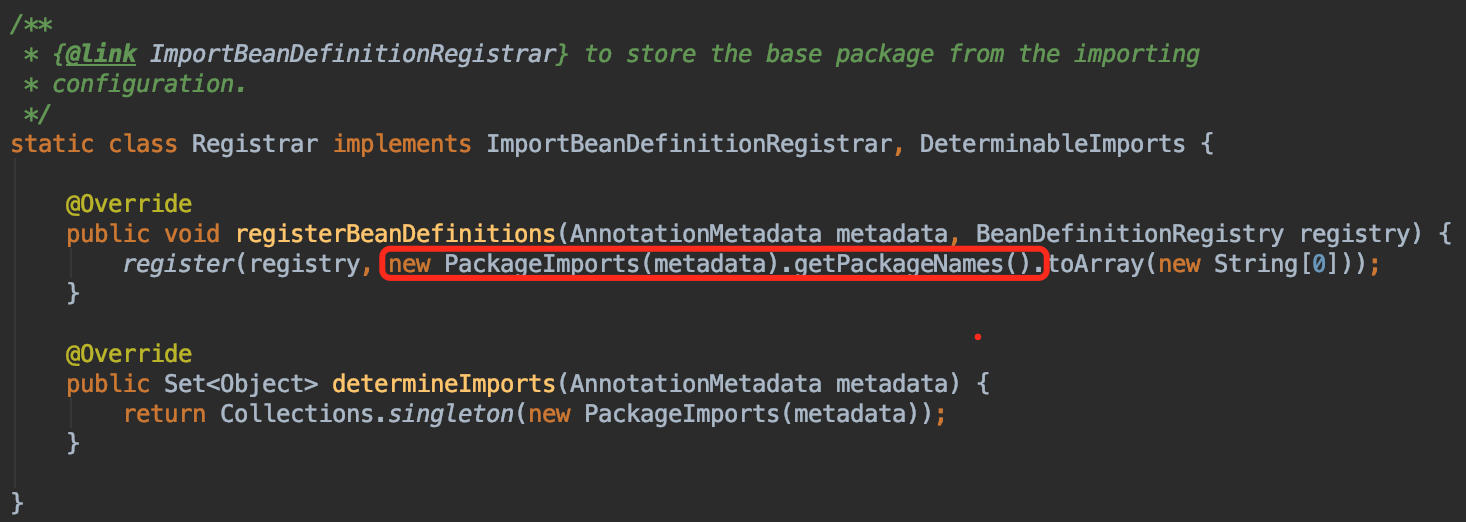 /**
 * {@link ImportBeanDefinitionRegistrar} to store the base package from the importing
 * configuration.
 */
static class Registrar implements ImportBeanDefinitionRegistrar, DeterminableImports {
    @Override
    public void registerBeanDefinitions(AnnotationMetadata metadata, BeanDefinitionRegistry registry) {
        register(registry, new PackageImports(metadata).getPackageNames().toArray(new String[0]));
    }
    @Override
    public Set<Object> determineImports(AnnotationMetadata metadata) {
        return Collections.singleton(new PackageImports(metadata));
    }
}